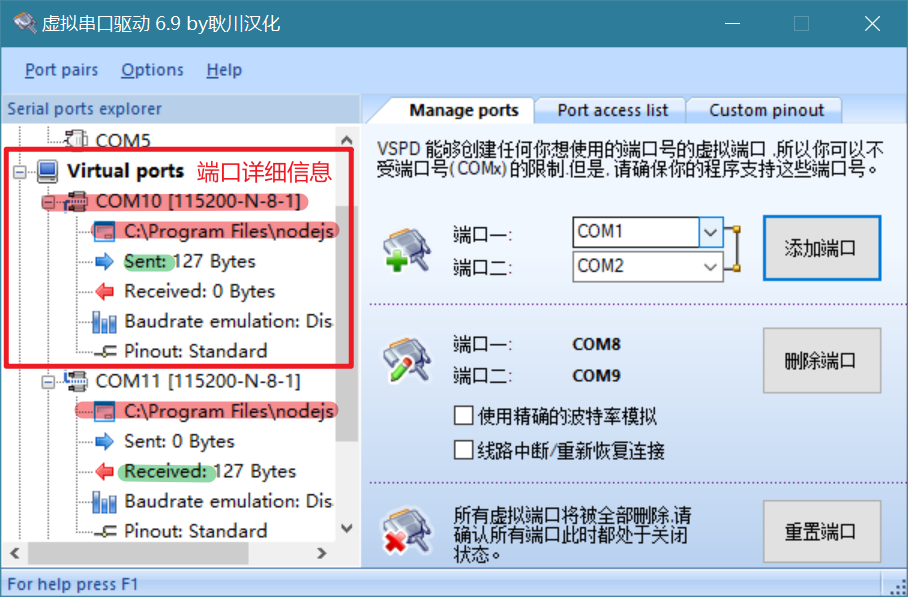 虚拟串口驱动 6.9 by耿川汉化
Port pairs Options Help
Serial ports explorer
COM5
Virtual ports 端口详细信息
COM10 [115200-N-8-1]
C:\Program Files\nodejs
Sent: 127 Bytes
Received: 0 Bytes
Baudrate emulation: Dis
Pinout: Standard
COM11 [115200-N-8-1]
C:\Program Files\nodejs
Sent: 0 Bytes
Received: 127 Bytes
Baudrate emulation: Dis
Pinout: Standard
Manage ports Port access list Custom pinout
VSPD 能够创建任何你想使用的端口号的虚拟端口 ,所以你可以不
受端口号( COMx) 的限制.但是, 请确保你的程序支持这些端口号。
端口一: COM1
端口二: COM2
添加端口
端口一: COM8
端口二: COM9
删除端口
使用精确的波特率模拟
线路中断/重新恢复连接
所有虚拟端口将被全部删除,请
确认所有端口此时都处于关闭
状态。
重置端口
For help press F1